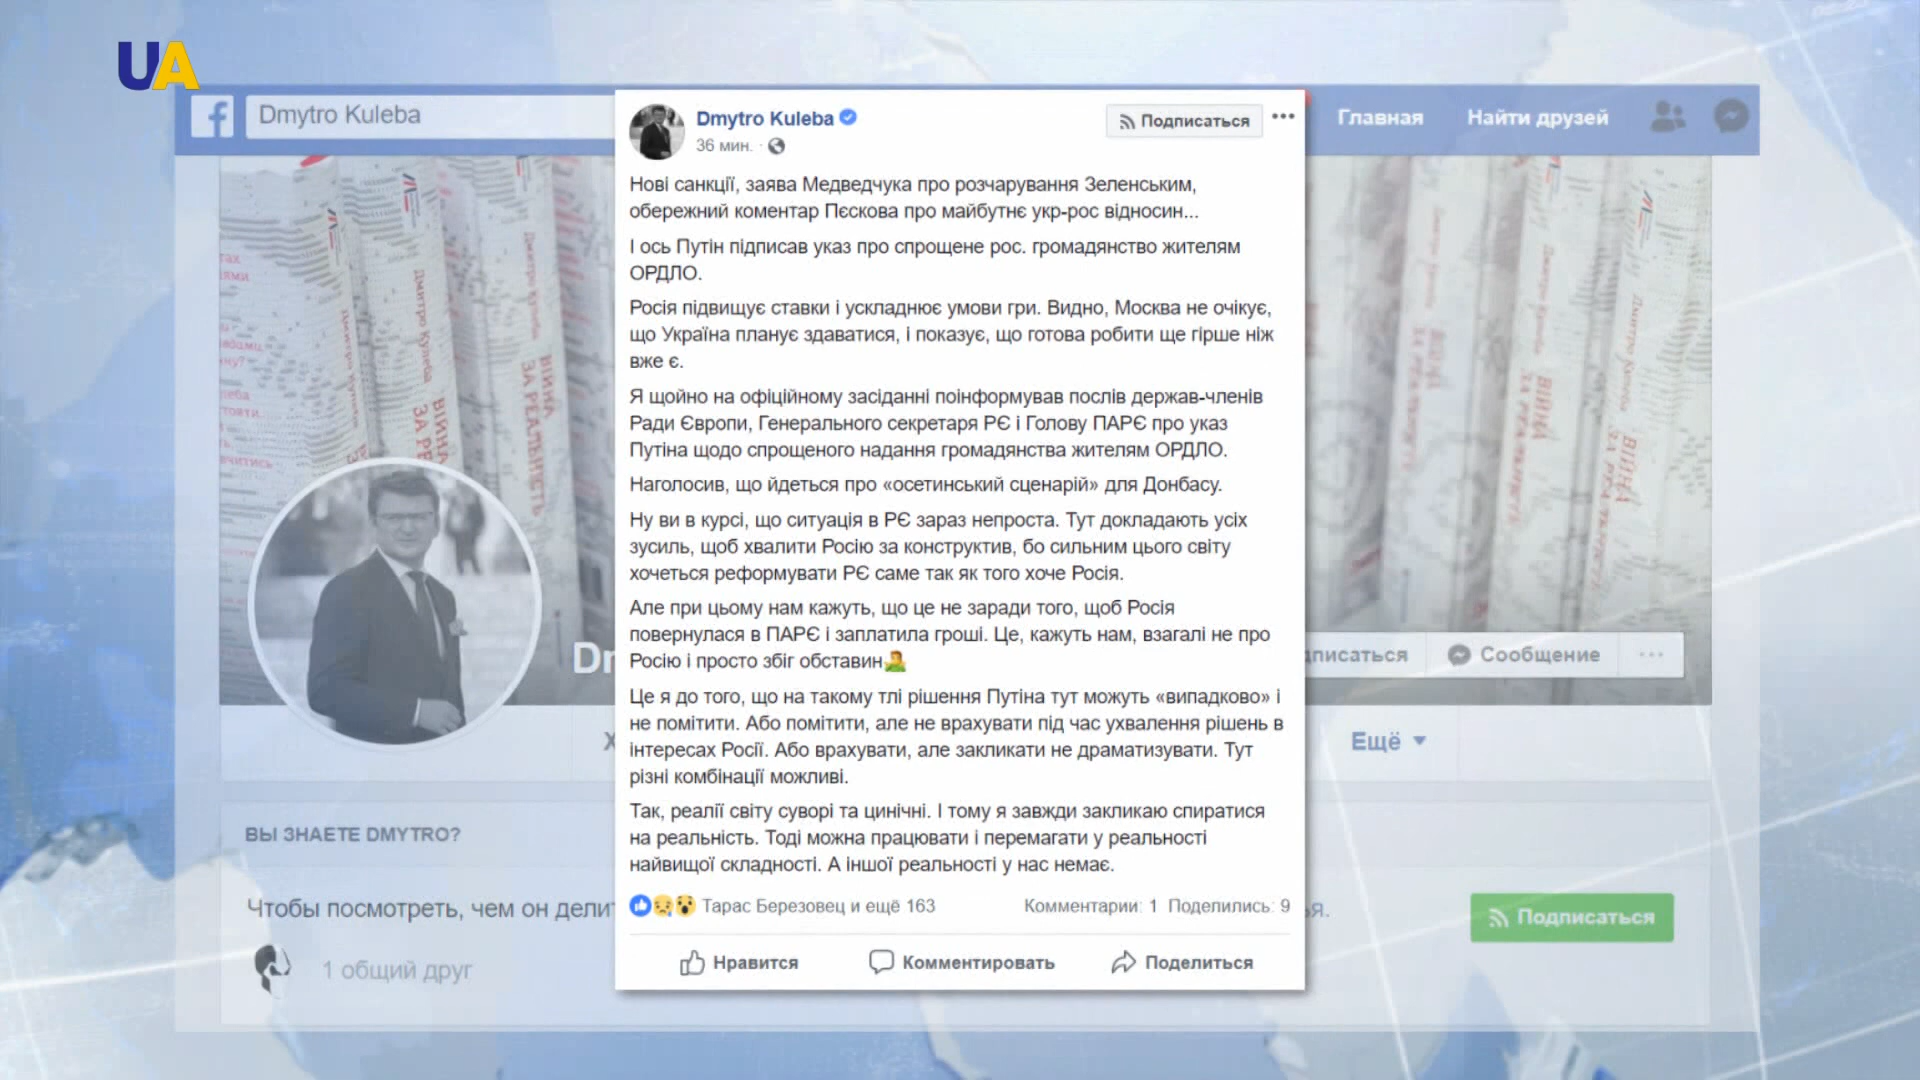 UA
Dmytro Kuleba
Главная
Найти друзей
Dmytro Kuleba
36 мин.
Подписаться
Нові санкції, заява Медведчука про розчарування Зеленським,
обережний коментар Пєскова про майбутнє укр-рос відносин...
І ось Путін підписав указ про спрощене рос. громадянство жителям
ОРДЛО.
Росія підвищує ставки і ускладнює умови гри. Видно, Москва не очікує,
що Україна планує здаватися, і показує, що готова робити ще гірше ніж
вже є.
Я щойно на офіційному засіданні поінформував послів держав-членів
Ради Європи, Генерального секретаря РЄ і Голову ПАРЄ про указ
Путіна щодо спрощеного надання громадянства жителям ОРДЛО.
Наголосив, що йдеться про «осетинський сценарій» для Донбасу.
Ну ви в курсі, що ситуація в РЄ зараз непроста. Тут докладають усіх
зусиль, щоб хвалити Росію за конструктив, бо сильним цього світу
хочеться реформувати РЄ саме так як того хоче Росія.
Але при цьому нам кажуть, що це не заради того, щоб Росія
повернулася в ПАРЄ і заплатила гроші. Це, кажуть нам, взагалі не про
Росію і просто збіг обставин
Це я до того, що на такому тлі рішення Путіна тут можуть «випадково» і
не помітити. Або помітити, але не врахувати під час ухвалення рішень в
інтересах Росії. Або врахувати, але закликати не драматизувати. Тут
різні комбінації можливі.
Так, реалії світу суворі та цинічні. І тому я завжди закликаю спиратися
на реальність. Тоді можна працювати і перемагати у реальності
найвищої складності. А іншої реальності у нас немає.
Тарас Березовец и ещё 163
Комментарии: 1 Поделились: 9
Нравится
Комментировать
Поделиться
Дмитро Кулеба
ВІЙНА
ЗА РЕАЛЬНІСТЬ
Dm
дписаться
Сообщение
Ещё
ВЫ ЗНАЕТЕ DMYTRO?
Чтобы посмотреть, чем он делит
Подписаться
1 общий друг